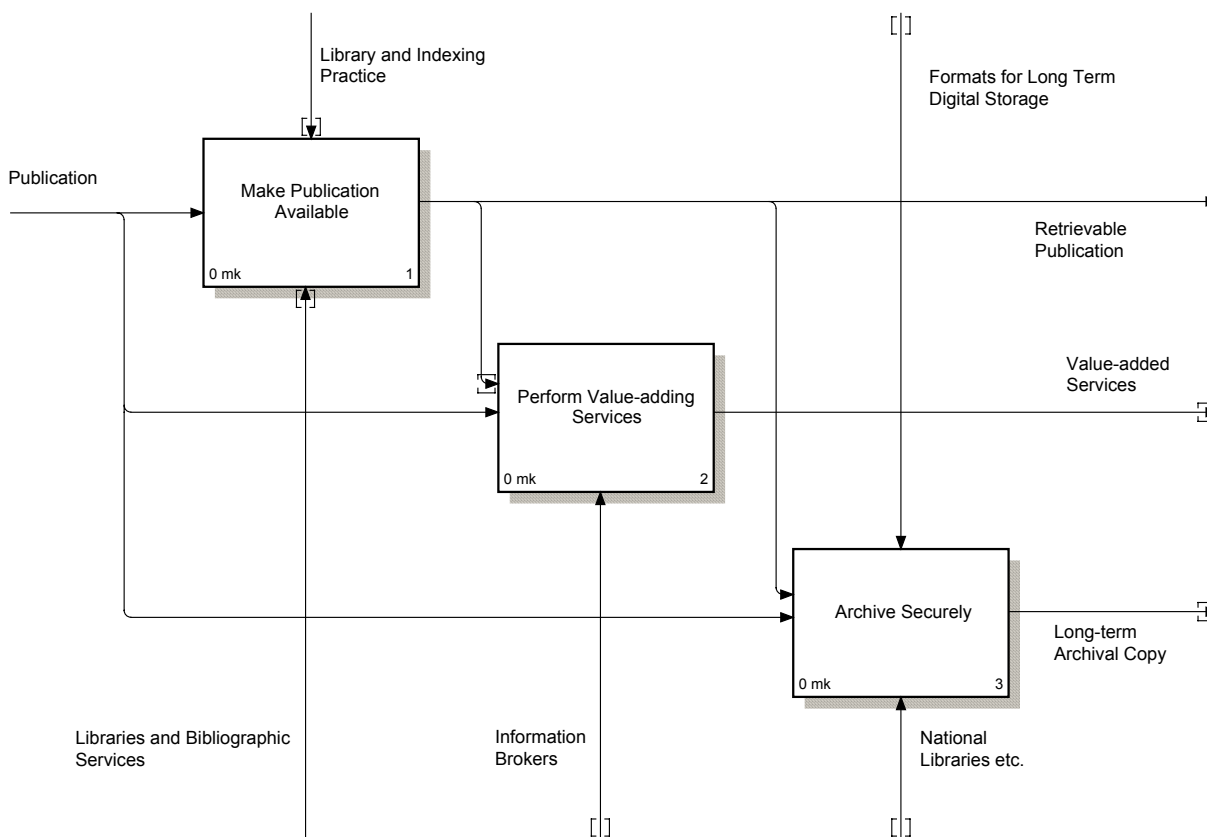 Library and Indexing
Practice
Formats for Long Term
Digital Storage
Publication
Make Publication
Available
0 mk
1
Retrievable
Publication
Value-added
Services
Perform Value-adding
Services
0 mk
2
Archive Securely
0 mk
3
Long-term
Archival Copy
Libraries and Bibliographic
Services
Information
Brokers
National
Libraries etc.